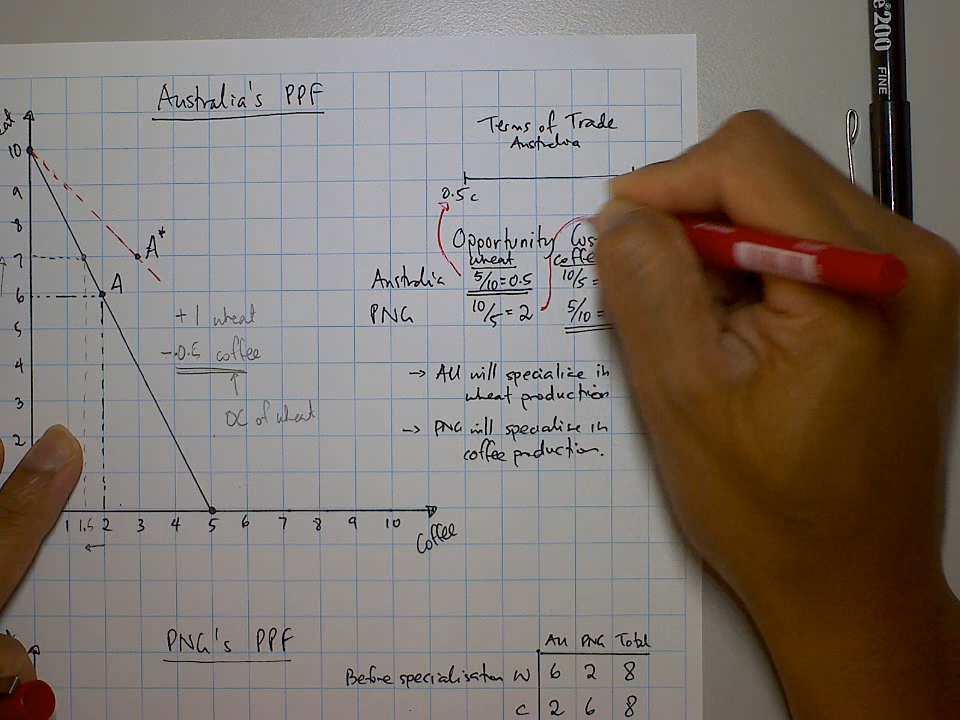 200
FINE
Australia's PPF
Terms of Trade
Australia
0.5c
10
9
8
7
6
5
4
3
2
A*
A
+1 wheat
-0.5 coffee
OC of wheat
1 1.5 2 3 4 5 6 7 8 9 10
Coffee
Opportunity
wheat
Australia 5/10=0.5 10/5=
PNG 10/5=2 5/10=
→ AU will specialize in
wheat production
→ PNG will specialise in
coffee production.
PNG's PPF
AU PNG Total
Before specialisation W 6 2 8
C 2 6 8